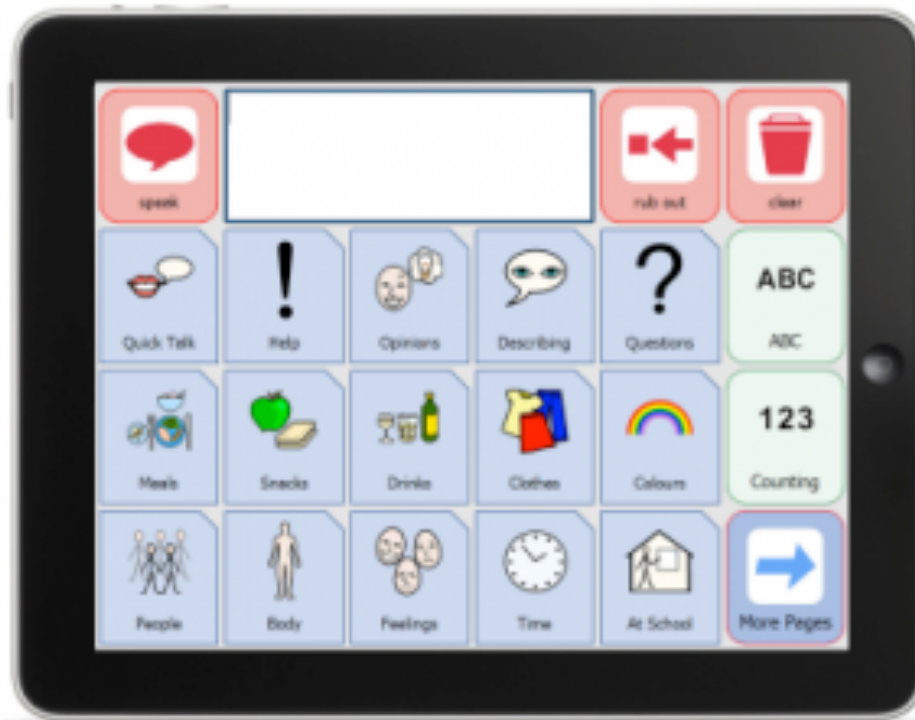 speak
rub out
clear
Quick Talk
!
Help
Opinions
Describing
?
Questions
ABC
ABC
Meals
Snacks
Drinks
Clothes
Colours
123
Counting
People
Body
Feelings
Time
At School
More Pages